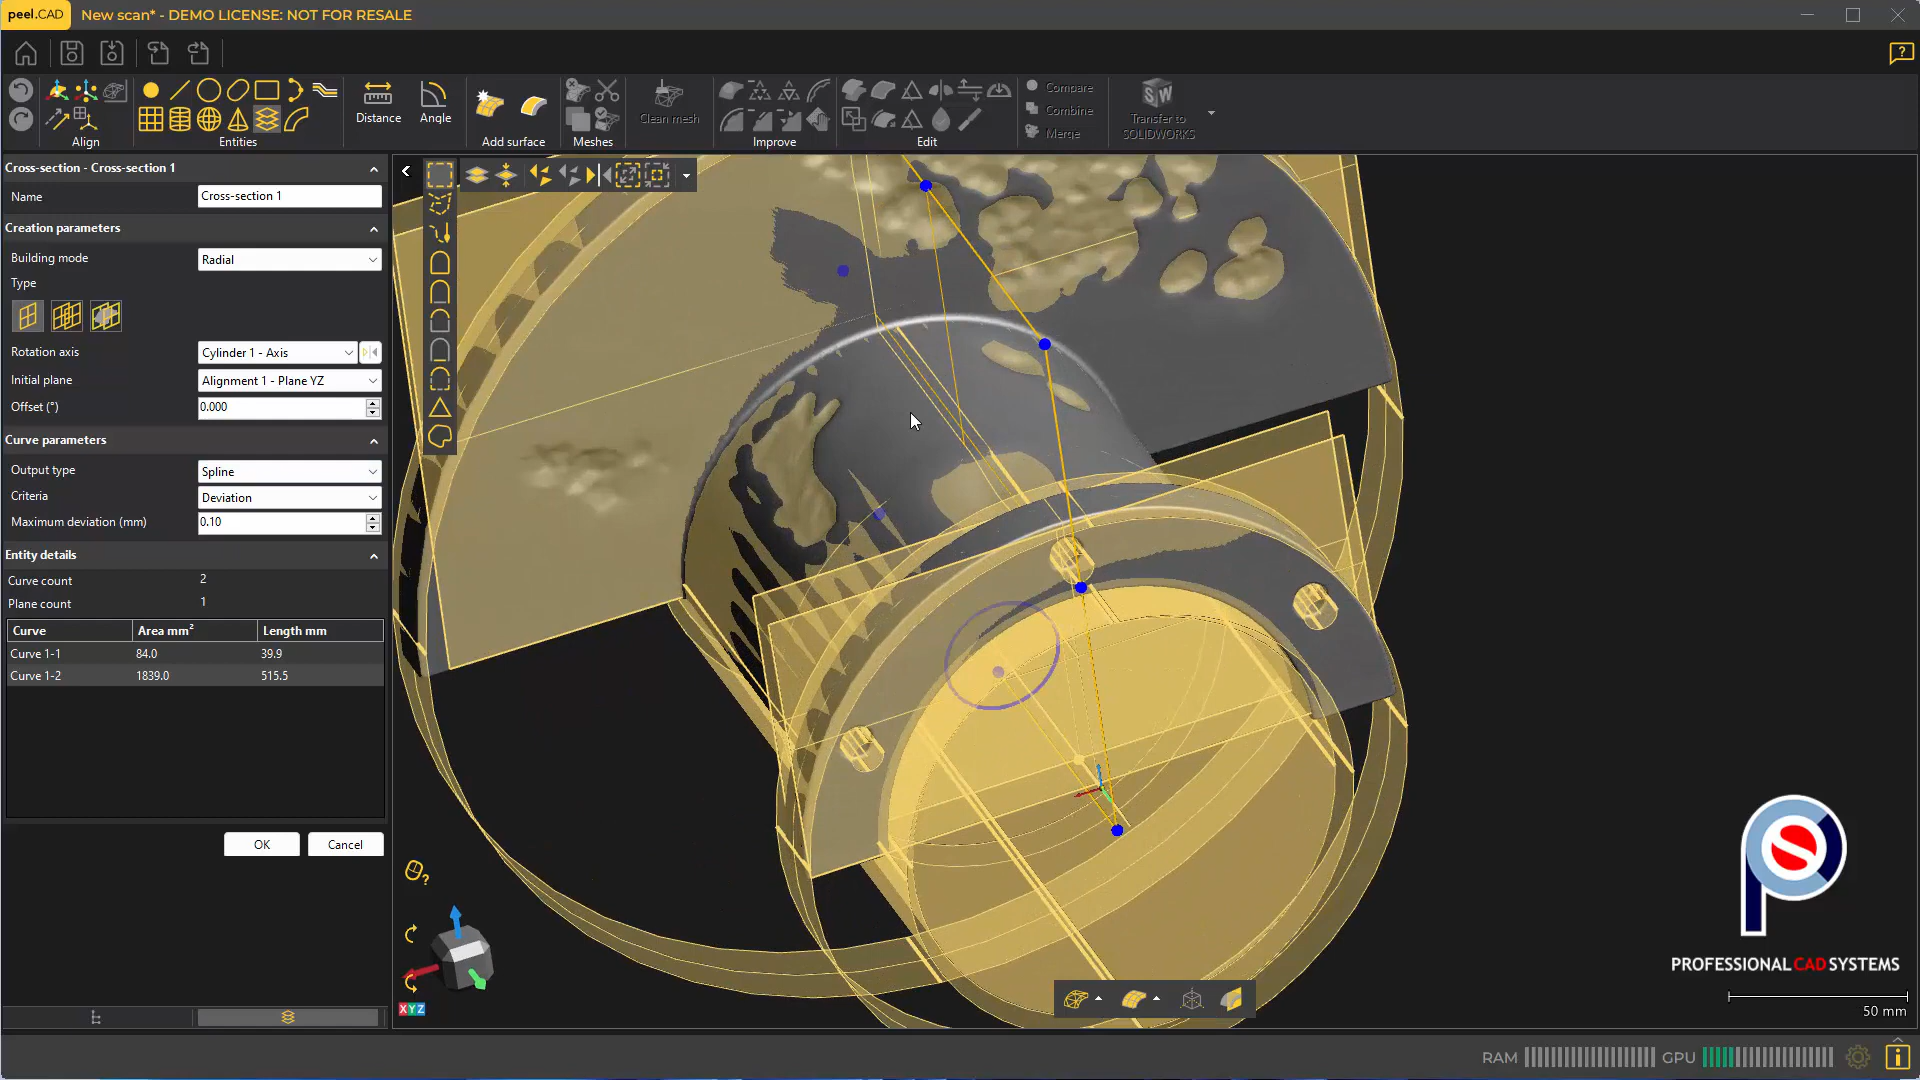 peel.CAD New scan* - DEMO LICENSE: NOT FOR RESALE
?
Align
Entities
Distance
Angle
Add surface
Meshes
Clean mesh
Improve
Edit
Compare
Combine
Merge
SW
Transfer to
SOLIDWORKS
Cross-section - Cross-section 1
Name Cross-section 1
Creation parameters
Building mode Radial
Type
Rotation axis Cylinder 1 - Axis
Initial plane Alignment 1 - Plane YZ
Offset (°) 0.000
Curve parameters
Output type Spline
Criteria Deviation
Maximum deviation (mm) 0.10
Entity details
Curve count 2
Plane count 1
Curve Area mm² Length mm
Curve 1-1 84.0 39.9
Curve 1-2 1839.0 515.5
OK Cancel
?
XYZ
PROFESSIONAL CAD SYSTEMS
50 mm
RAM GPU